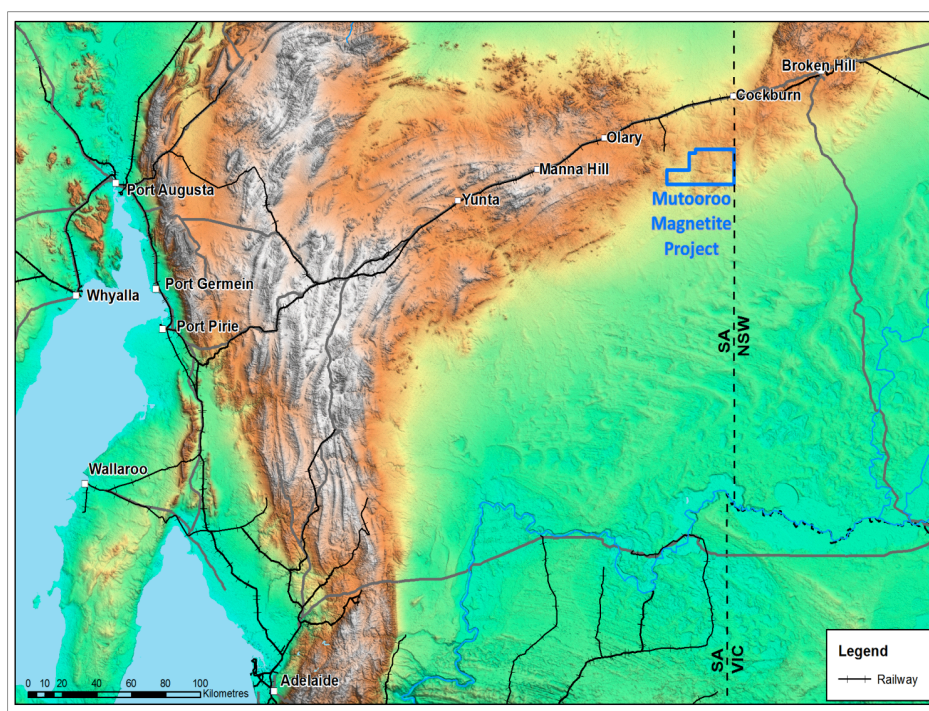 Broken Hill
Cockburn
Olary
Manna Hill
Yunta
Mutooroo
Magnetite
Project
Port Augusta
Port Germein
Whyalla
Port Pirie
SA
NSW
Wallaroo
SA
VIC
Adelaide
0 10 20 40 60 80 100
Kilometres
Legend
Railway